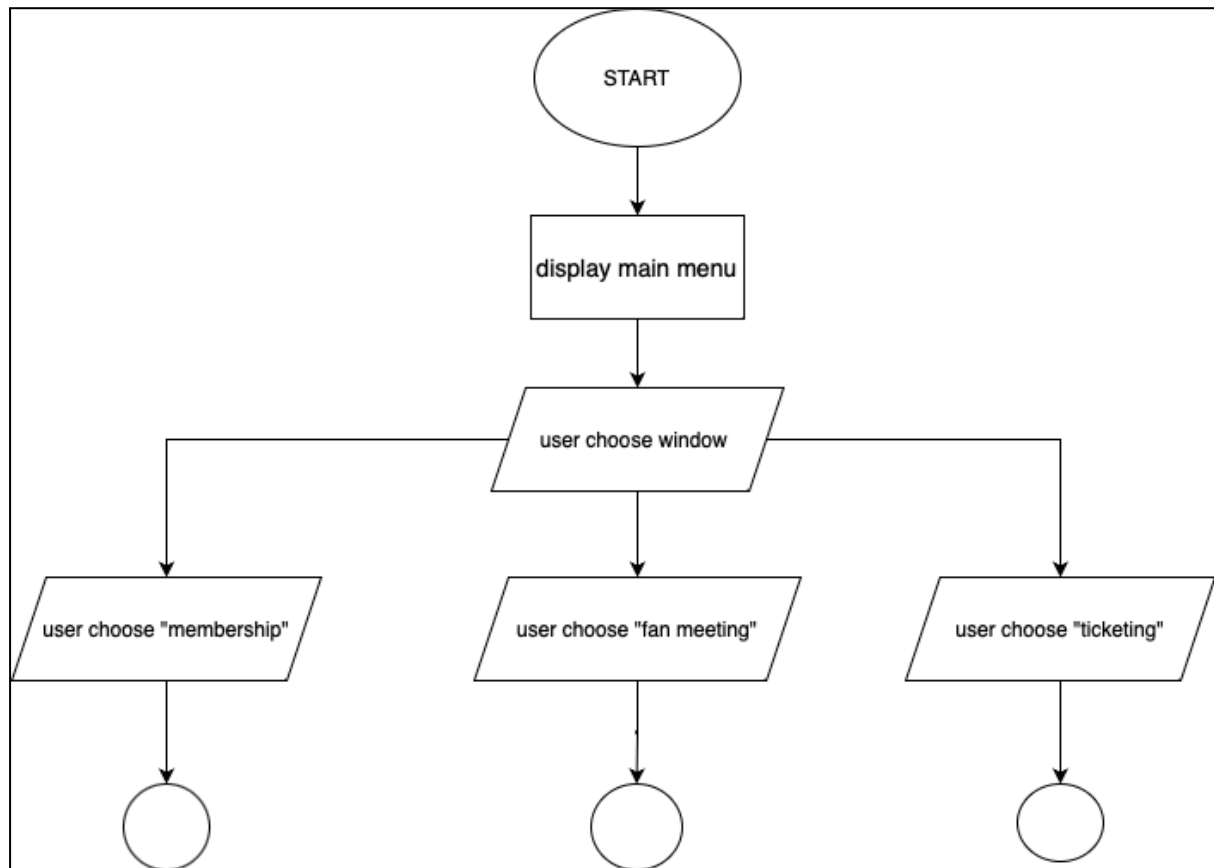 START
display main menu
user choose window
user choose "membership"
user choose "fan meeting"
user choose "ticketing"